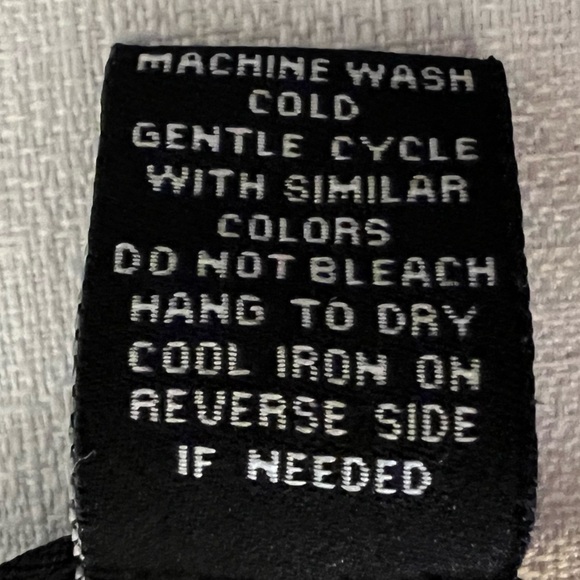 MACHINE WASH
COLD
GENTLE CYCLE
WITH SIMILAR
COLORS
DO NOT BLEACH
HANG TO DRY
COOL IRON ON
REVERSE SIDE
IF NEEDED